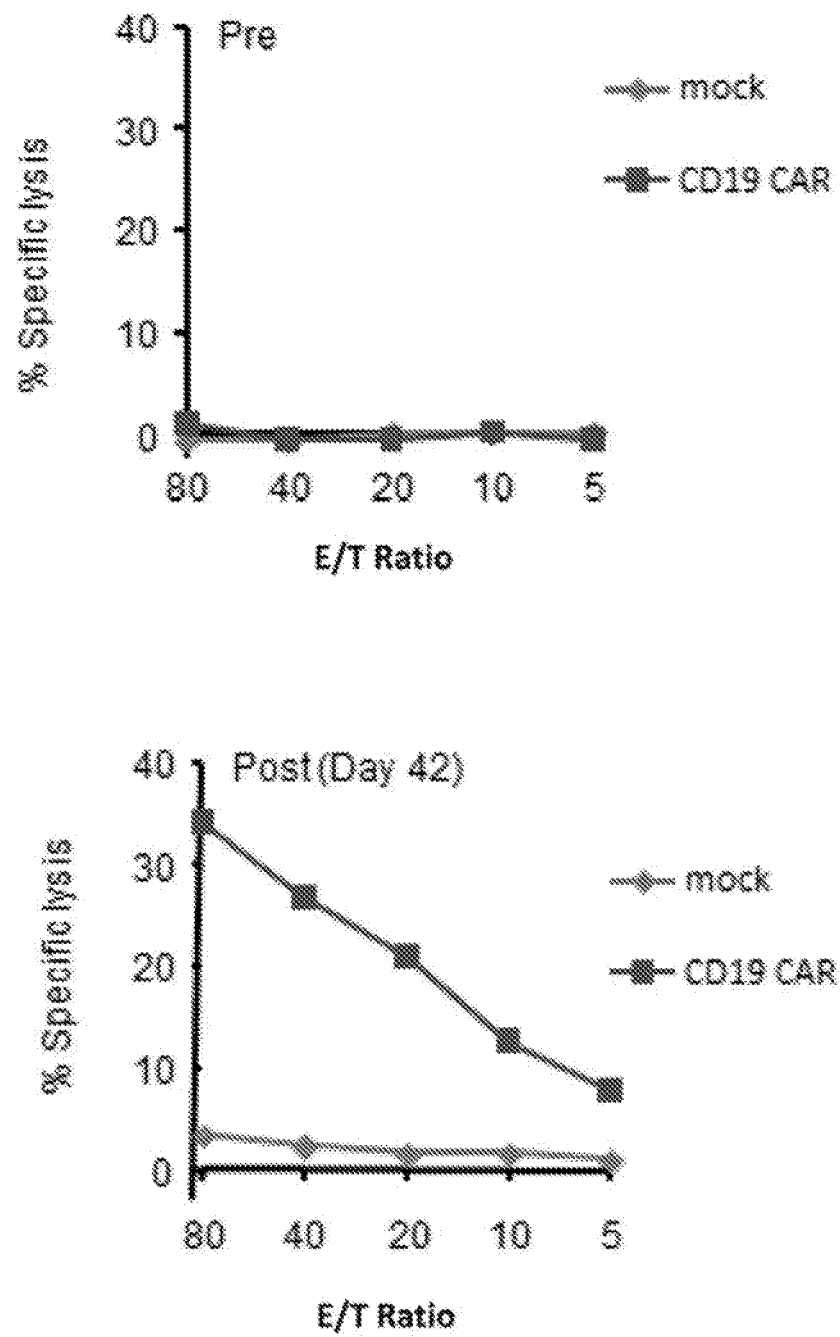 40 Pre
30
20
10
0
80 40 20 10 5
% Specific lysis
E/T Ratio
mock
CD19 CAR
40 Post (Day 42)
30
20
10
0
80 40 20 10 5
% Specific lysis
E/T Ratio
mock
CD19 CAR